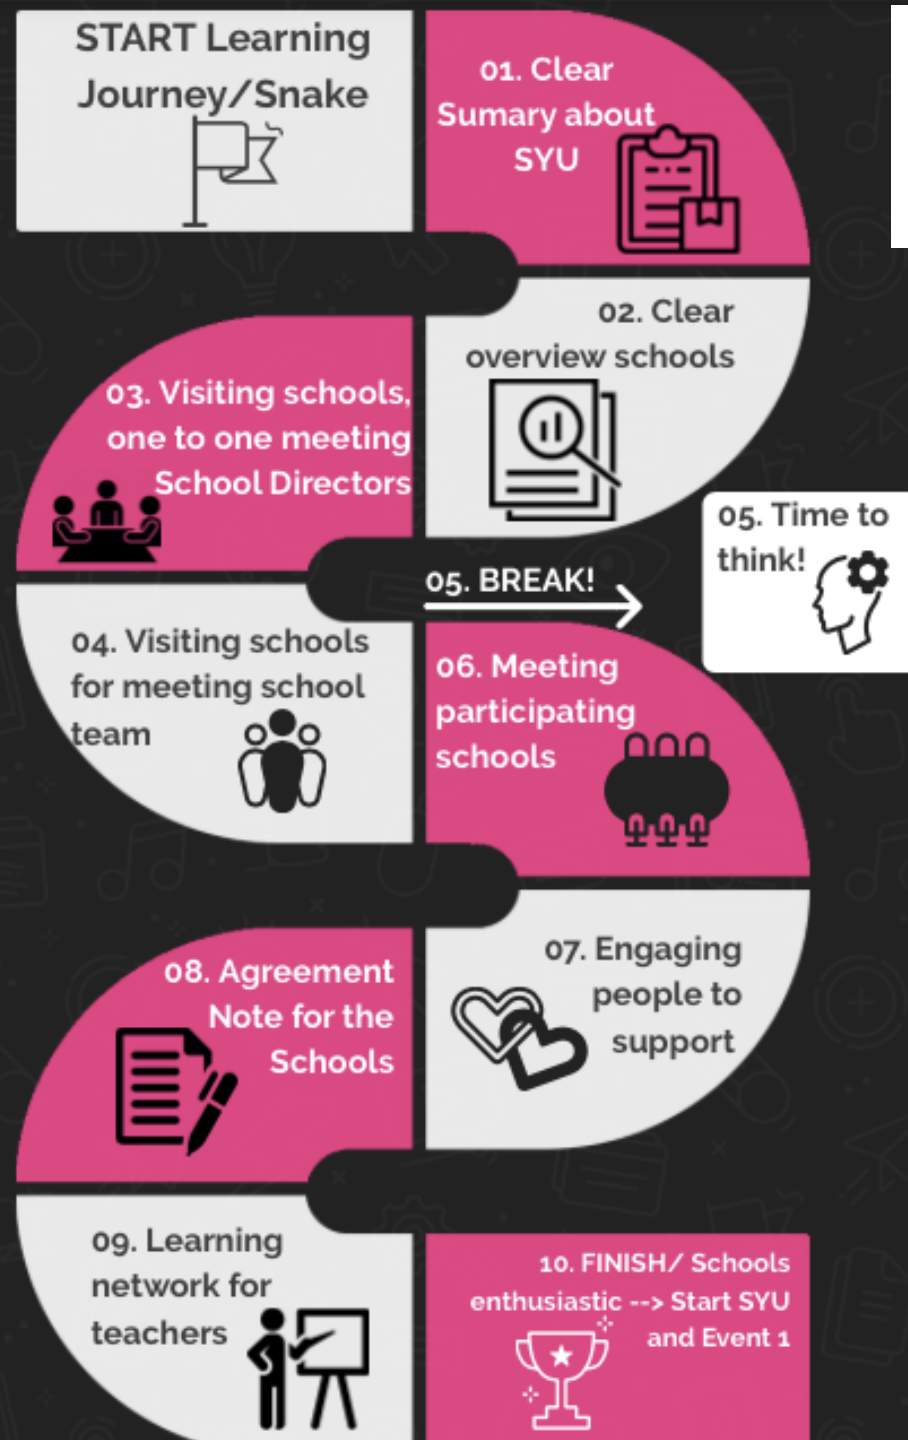 START Learning
Journey/Snake
01. Clear
Sumary about
SYU
02. Clear
overview schools
03. Visiting schools,
one to one meeting
School Directors
04. Visiting schools
for meeting school
team
05. BREAK!
05. Time to
think!
06. Meeting
participating
schools
07. Engaging
people to
support
08. Agreement
Note for the
Schools
09. Learning
network for
teachers
10. FINISH/ Schools
enthusiastic --> Start SYU
and Event 1